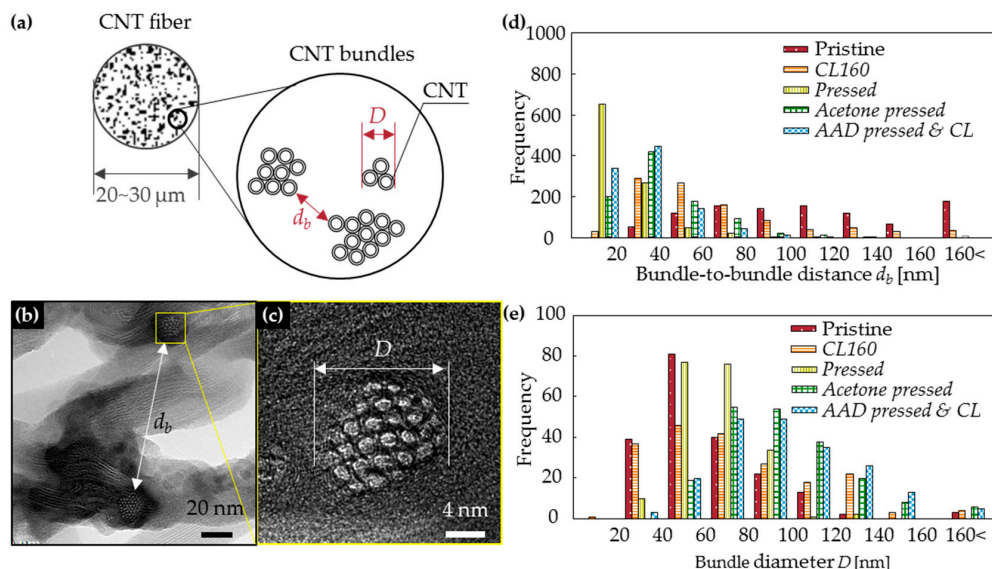 (a)
CNT fiber
CNT bundles
CNT
D
d_b
20~30 μm
(b)
d_b
20 nm
(c)
D
4 nm
(d)
1000
800
600
400
200
0
Frequency
Pristine
CL160
Pressed
Acetone pressed
AAD pressed & CL
20 40 60 80 100 120 140 160 160<
Bundle-to-bundle distance d_b [nm]
(e)
100
80
60
40
20
0
Frequency
Pristine
CL160
Pressed
Acetone pressed
AAD pressed & CL
20 40 60 80 100 120 140 160 160<
Bundle diameter D [nm]